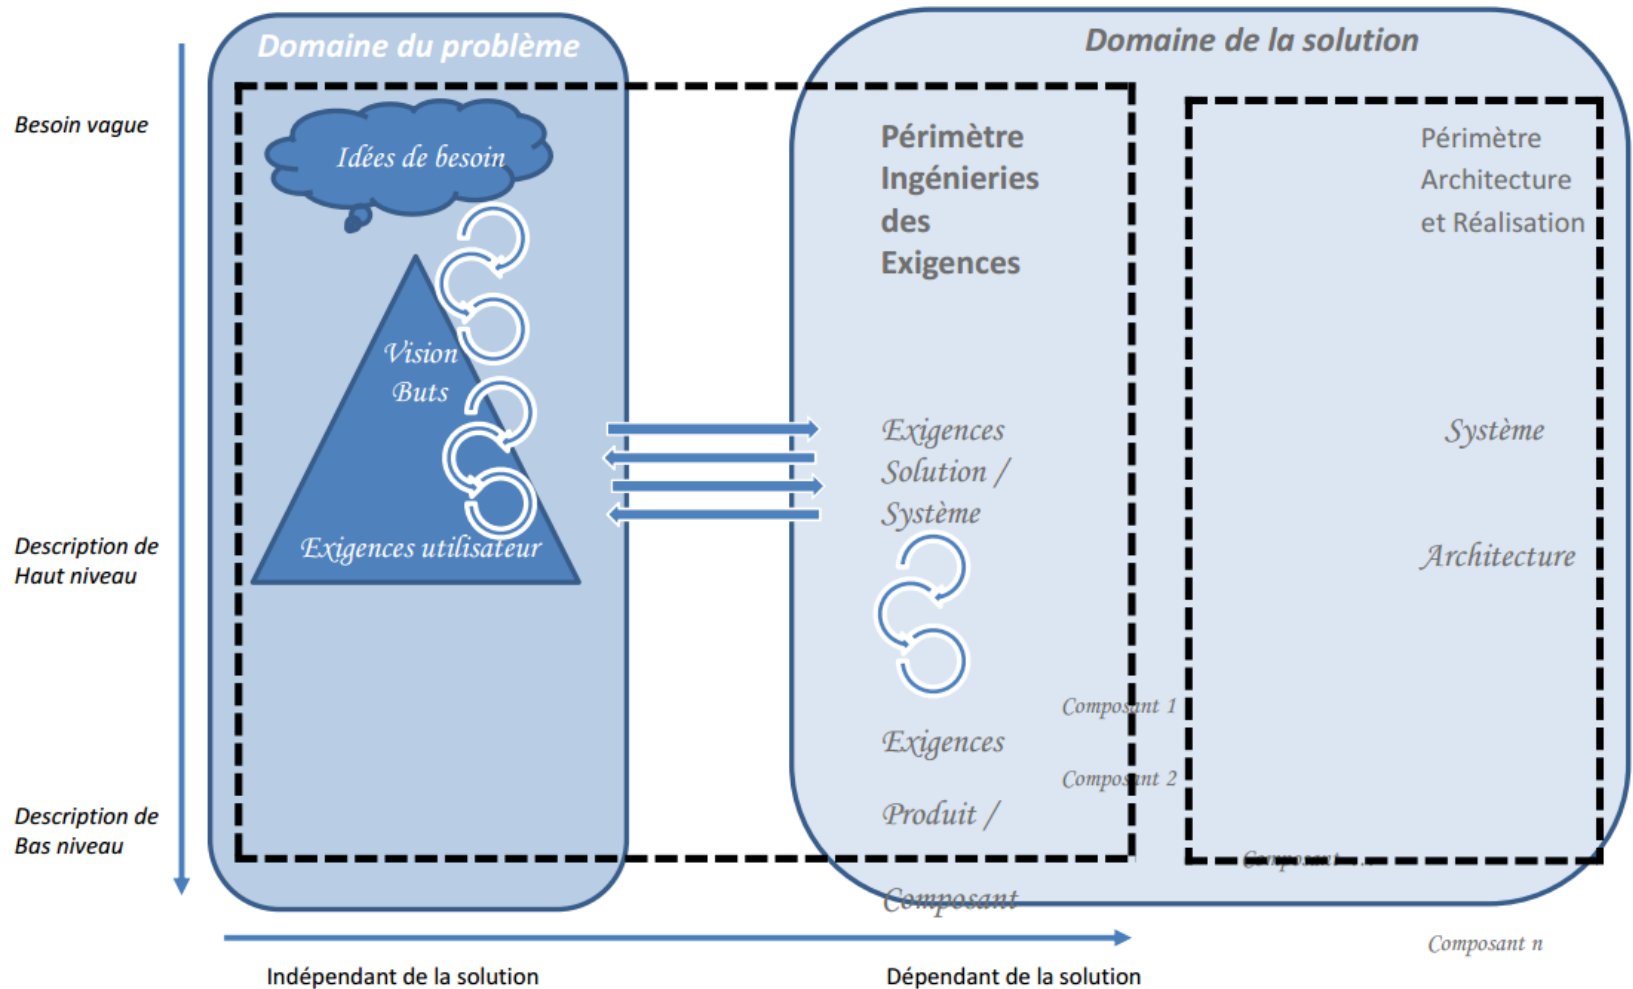 Domaine du problème
Domaine de la solution
Besoin vague
Idées de besoin
Périmètre
Ingénieries
des
Exigences
Périmètre
Architecture
et Réalisation
Vision
Buts
Exigences utilisateur
Exigences
Solution /
Système
Système
Architecture
Description de
Haut niveau
Composant 1
Exigences
Composant 2
Produit /
Description de
Bas niveau
Composant ...
Composant
Composant n
Indépendant de la solution
Dépendant de la solution